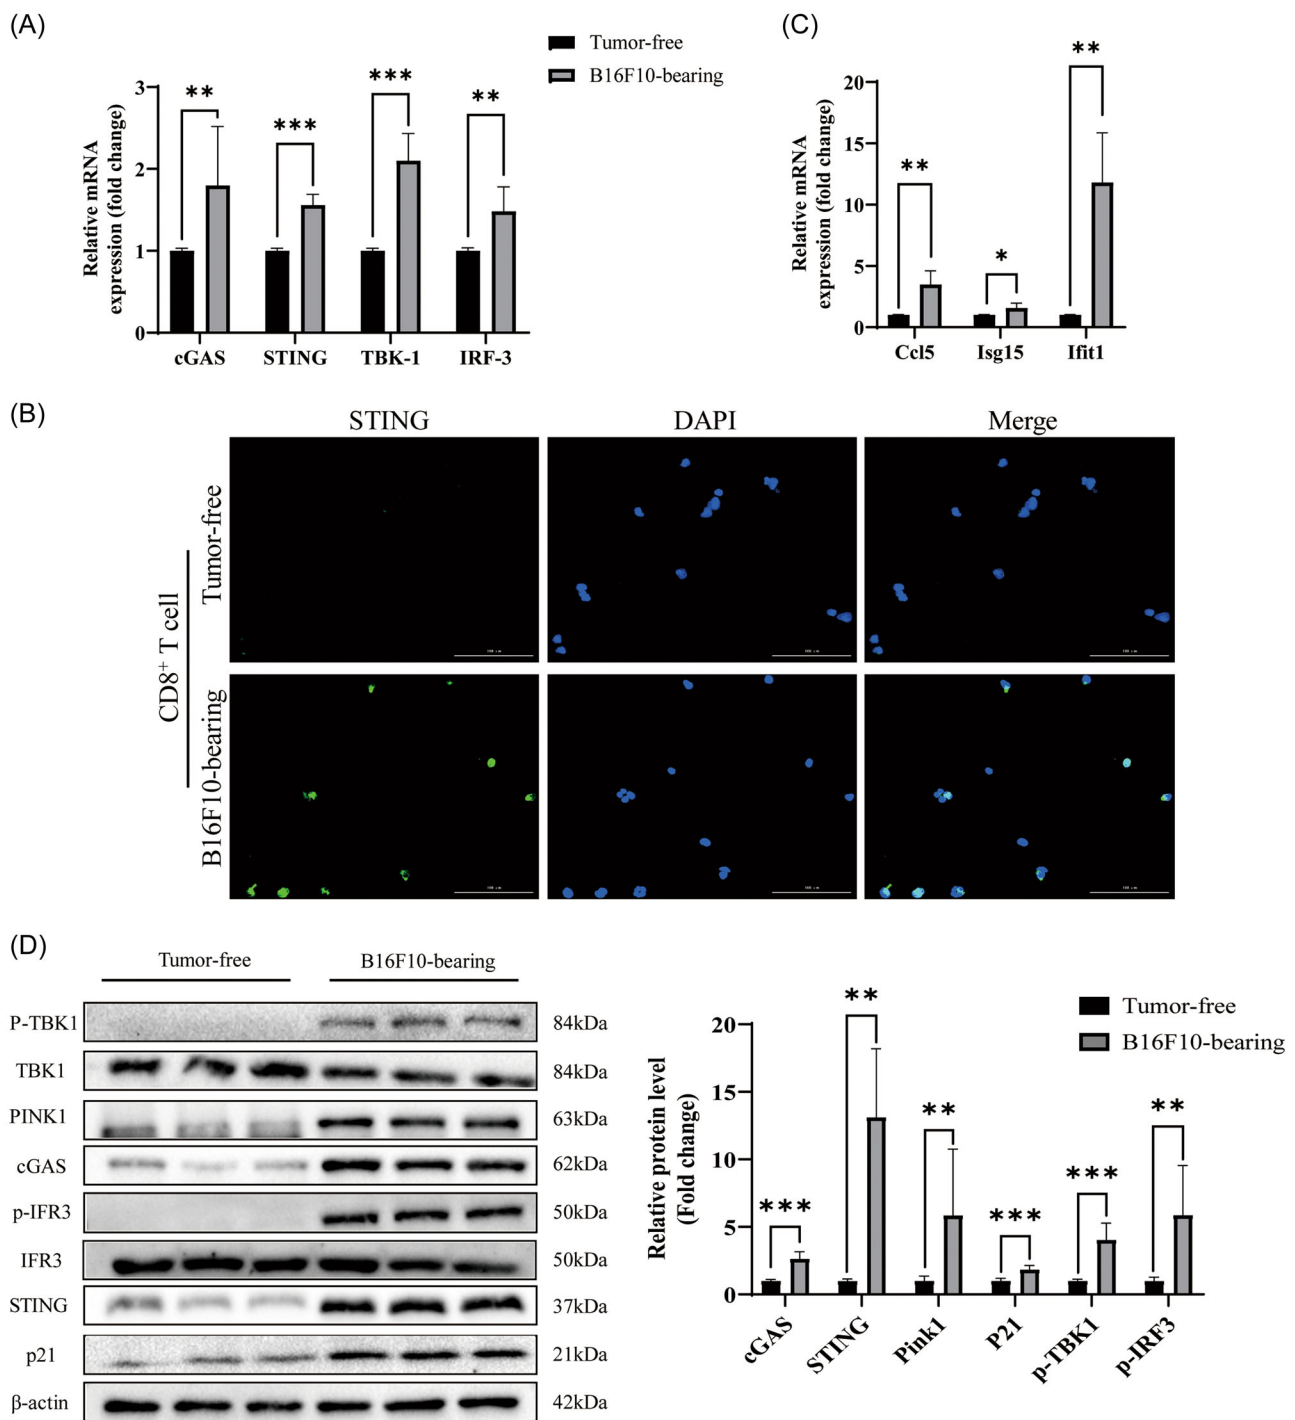 (A)
Tumor-free
B16F10-bearing
Relative mRNA
expression (fold change)
3
2
1
0
**
***
***
**
cGAS
STING
TBK-1
IRF-3
(C)
Relative mRNA
expression (fold change)
20
15
10
5
0
**
*
**
Ccl5
Isg15
Ifit1
(B)
STING
DAPI
Merge
CD8+ T cell
Tumor-free
B16F10-bearing
(D)
Tumor-free
B16F10-bearing
P-TBK1
84kDa
TBK1
84kDa
PINK1
63kDa
cGAS
62kDa
p-IFR3
50kDa
IFR3
50kDa
STING
37kDa
p21
21kDa
β-actin
42kDa
Tumor-free
B16F10-bearing
Relative protein level
(Fold change)
20
15
10
5
0
***
**
**
***
***
**
cGAS
STING
Pink1
P21
p-TBK1
p-IRF3